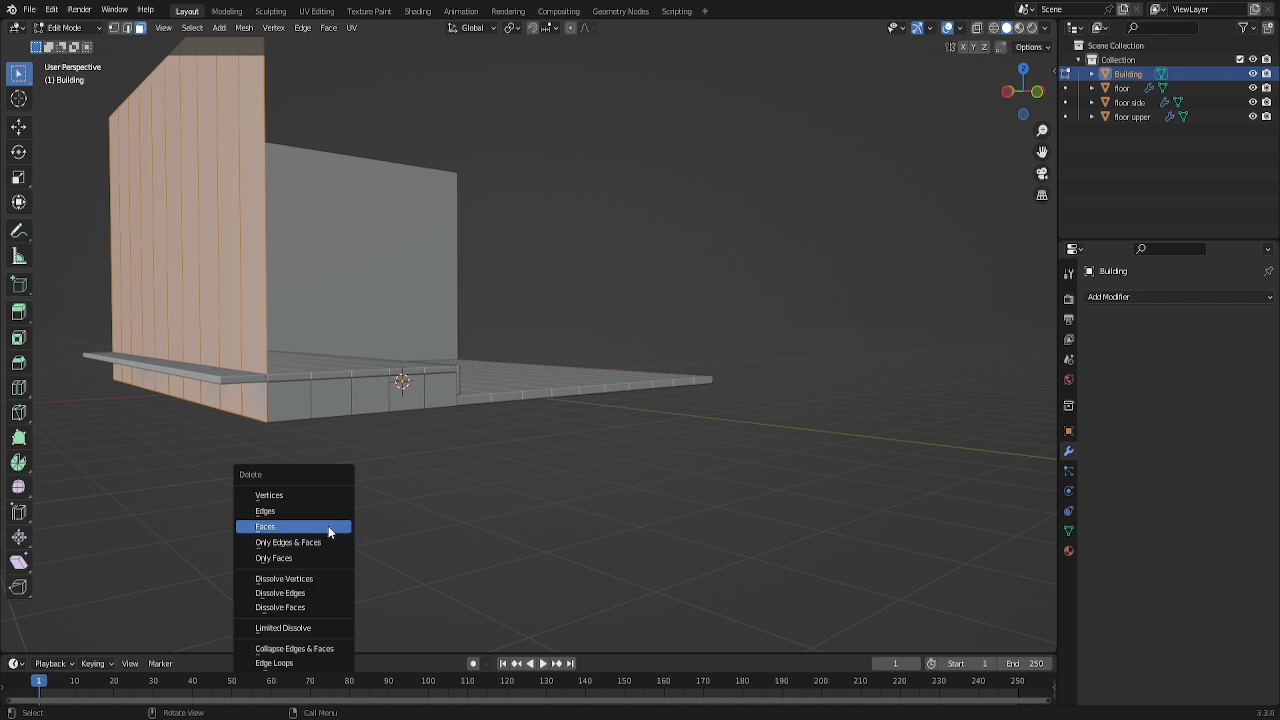 File Edit Render Window Help Layout Modeling Sculpting UV Editing Texture Paint Shading Animation Rendering Compositing Geometry Nodes Scripting + Scene ViewLayer
Edit Mode View Select Add Mesh Vertex Edge Face UV Global
X Y Z Options
User Perspective
(1) Building
Z
Scene Collection
Collection
Building
floor
floor side
floor upper
Building
Add Modifier
Delete
Vertices
Edges
Faces
Only Edges & Faces
Only Faces
Dissolve Vertices
Dissolve Edges
Dissolve Faces
Limited Dissolve
Collapse Edges & Faces
Edge Loops
Playback Keying View Marker 1 Start 1 End 250
1 10 20 30 40 50 60 70 80 90 100 110 120 130 140 150 160 170 180 190 200 210 220 230 240 250
Select Rotate View Call Menu 3.3.0